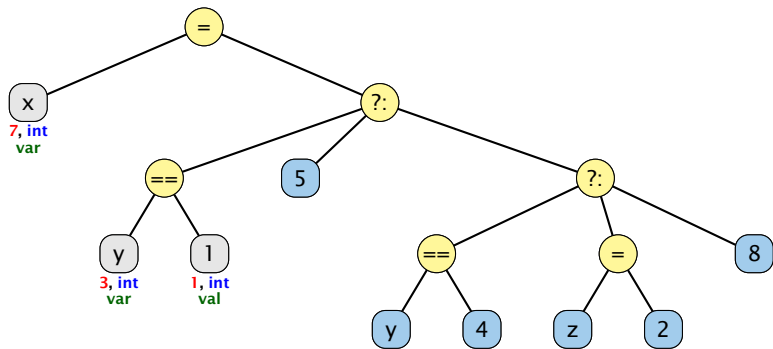 =
x
7, int
var
?:
==
5
?:
y
3, int
var
1
1, int
val
==
=
8
y
4
z
2